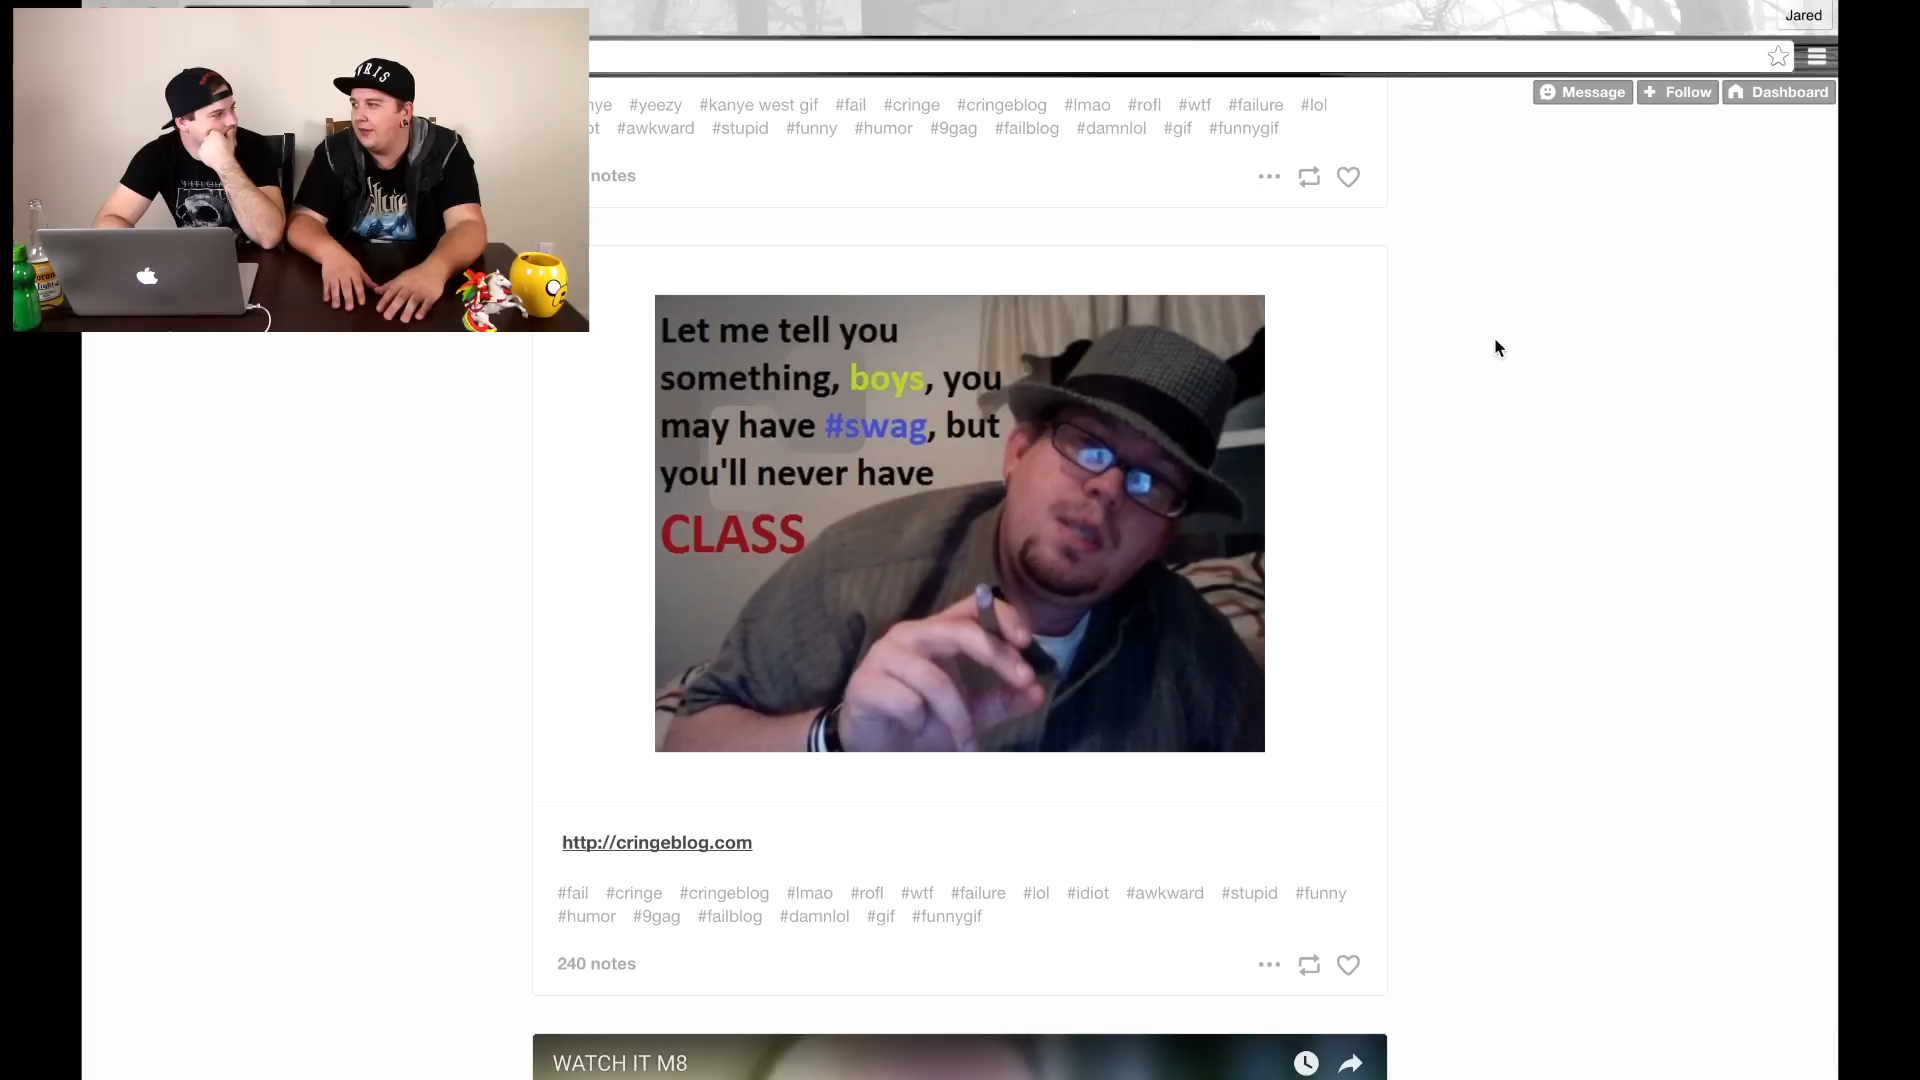 Jared
Message
Follow
Dashboard
#yeezy #kanye west gif #fail #cringe #cringeblog #lmao #rofl #wtf #failure #lol
#awkward #stupid #funny #humor #9gag #failblog #damnlol #gif #funnygif
notes
Let me tell you
something, boys, you
may have #swag, but
you'll never have
CLASS
http://cringeblog.com
#fail #cringe #cringeblog #lmao #rofl #wtf #failure #lol #idiot #awkward #stupid #funny
#humor #9gag #failblog #damnlol #gif #funnygif
240 notes
WATCH IT M8